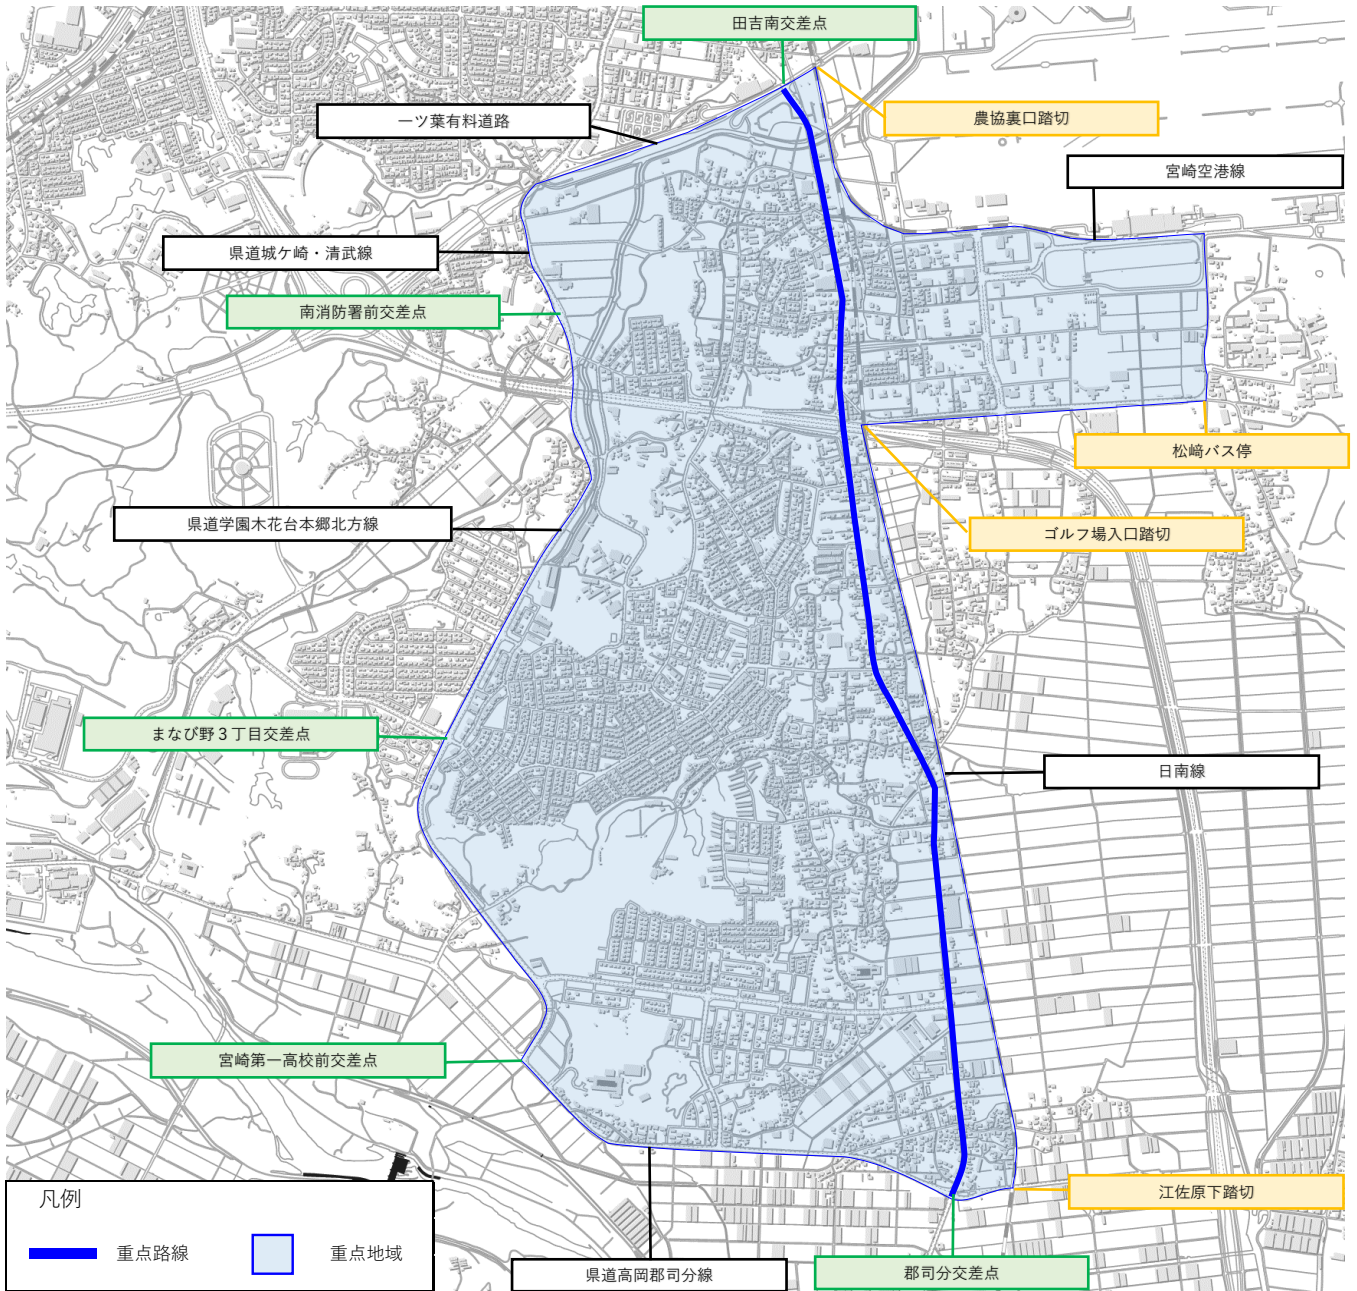 田吉南交差点
農協裏口踏切
一ツ葉有料道路
宮崎空港線
県道城ケ崎・清武線
南消防署前交差点
松﨑バス停
県道学園木花台本郷北方線
ゴルフ場入口踏切
まなび野３丁目交差点
日南線
宮崎第一高校前交差点
江佐原下踏切
凡例
重点路線
重点地域
県道高岡郡司分線
郡司分交差点